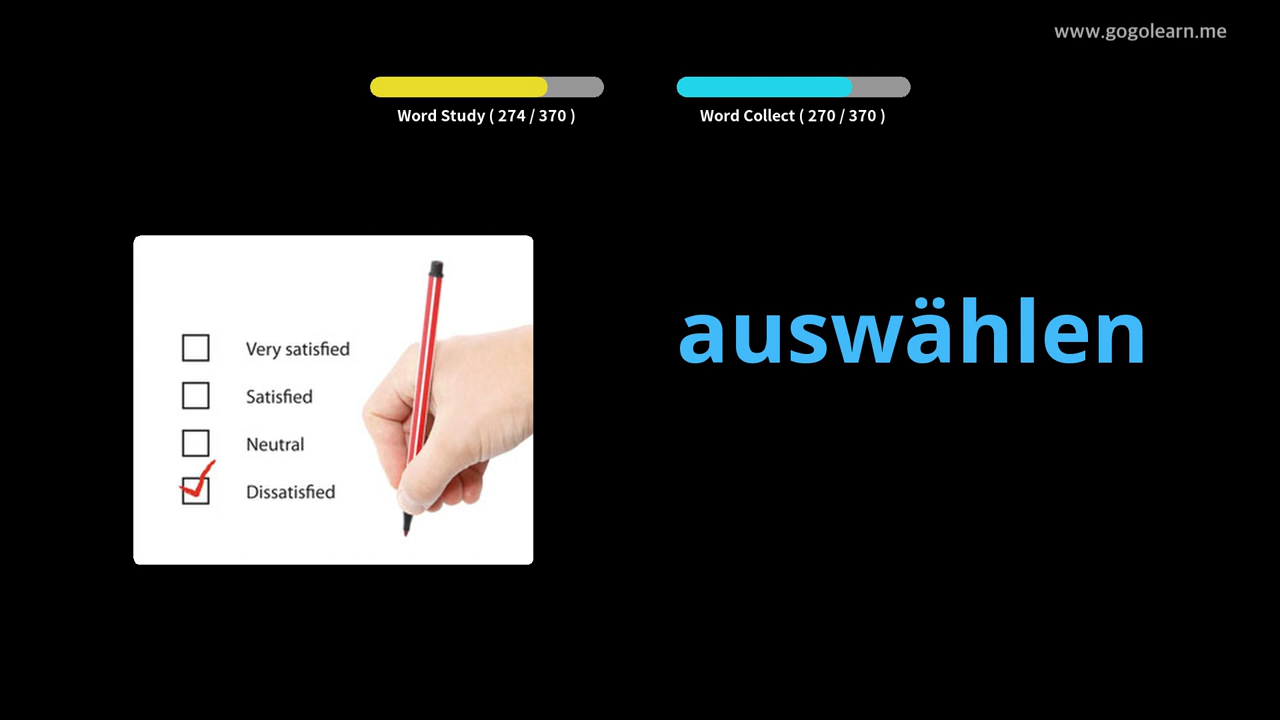 www.gogolearn.me
Word Study ( 274 / 370 )
Word Collect ( 270 / 370 )
auswählen
Very satisfied
Satisfied
Neutral
Dissatisfied